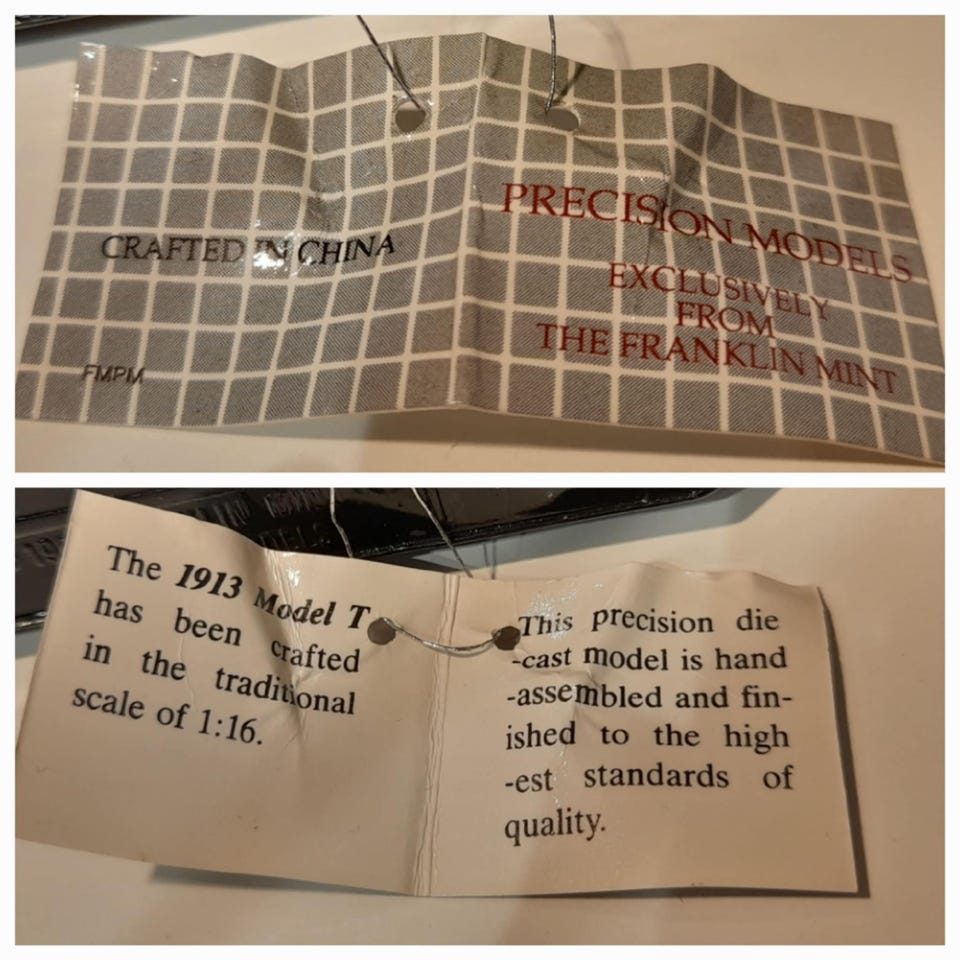 CRAFTED IN CHINA
FMPM
PRECISION MODELS
EXCLUSIVELY
FROM
THE FRANKLIN MINT
The 1913 Model T
has been crafted
in the traditional
scale of 1:16.
This precision die
-cast model is hand
-assembled and fin-
ished to the high
-est standards of
quality.